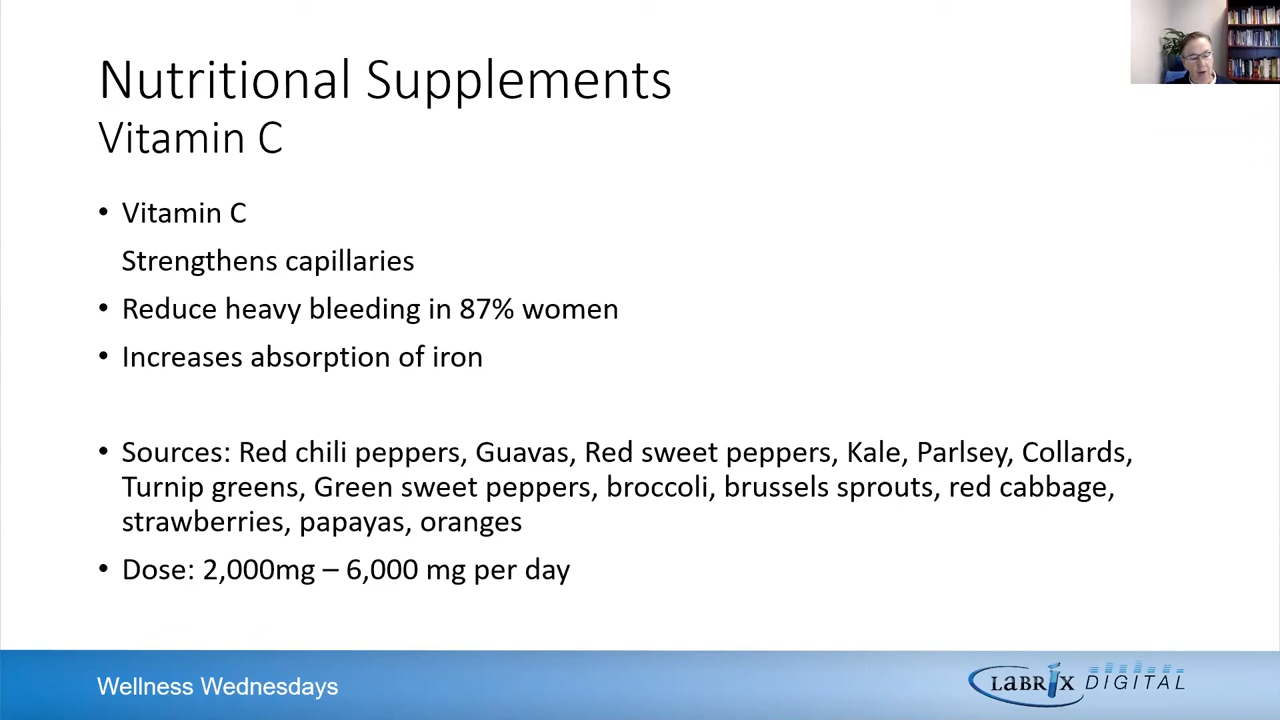 Nutritional Supplements
Vitamin C
• Vitamin C
Strengthens capillaries
• Reduce heavy bleeding in 87% women
• Increases absorption of iron
• Sources: Red chili peppers, Guavas, Red sweet peppers, Kale, Parlsey, Collards,
Turnip greens, Green sweet peppers, broccoli, brussels sprouts, red cabbage,
strawberries, papayas, oranges
• Dose: 2,000mg – 6,000 mg per day
Wellness Wednesdays
LABRIX DIGITAL